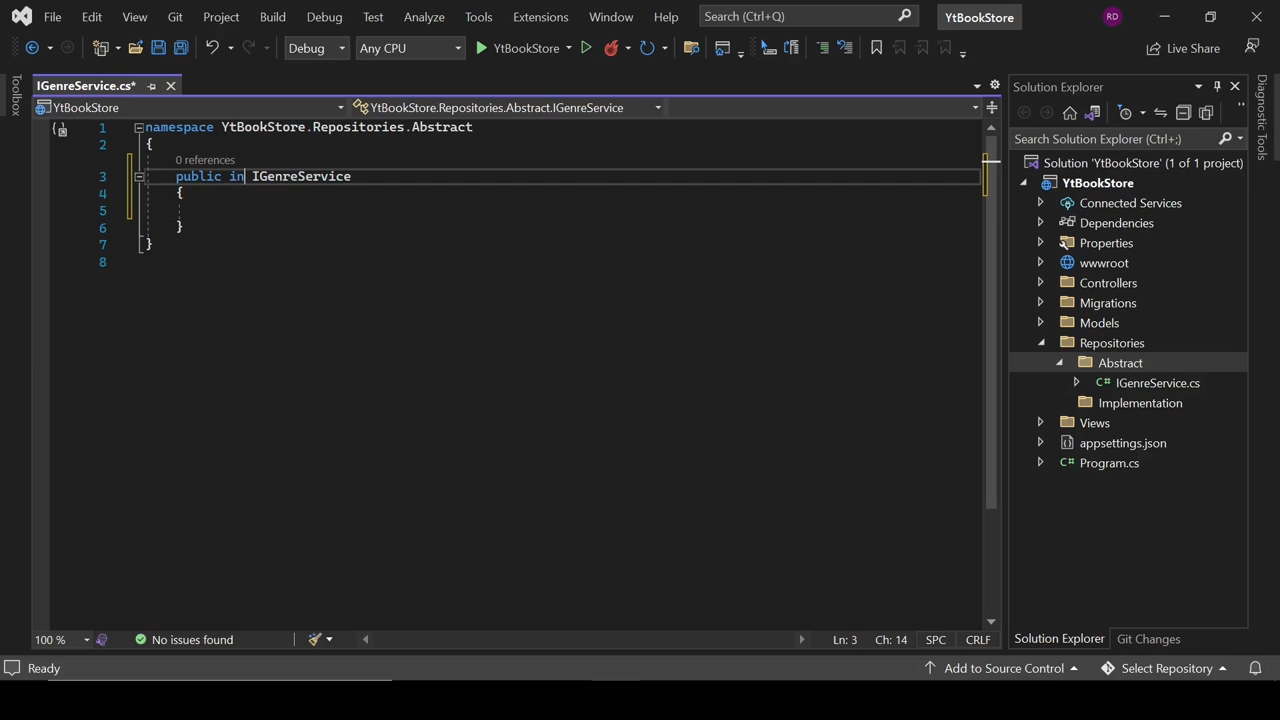 File Edit View Git Project Build Debug Test Analyze Tools Extensions Window Help Search (Ctrl+Q) YtBookStore RD
Debug Any CPU YtBookStore Live Share
IGenreService.cs*
YtBookStore YtBookStore.Repositories.Abstract.IGenreService
1 namespace YtBookStore.Repositories.Abstract
2 {
0 references
3 public in IGenreService
4 {
5
6 }
7 }
8
100 % No issues found Ln: 3 Ch: 14 SPC CRLF
Toolbox
Solution Explorer
Search Solution Explorer (Ctrl+;)
Solution 'YtBookStore' (1 of 1 project)
YtBookStore
Connected Services
Dependencies
Properties
wwwroot
Controllers
Migrations
Models
Repositories
Abstract
C# IGenreService.cs
Implementation
Views
appsettings.json
C# Program.cs
Solution Explorer Git Changes
Diagnostic Tools
Ready Add to Source Control Select Repository